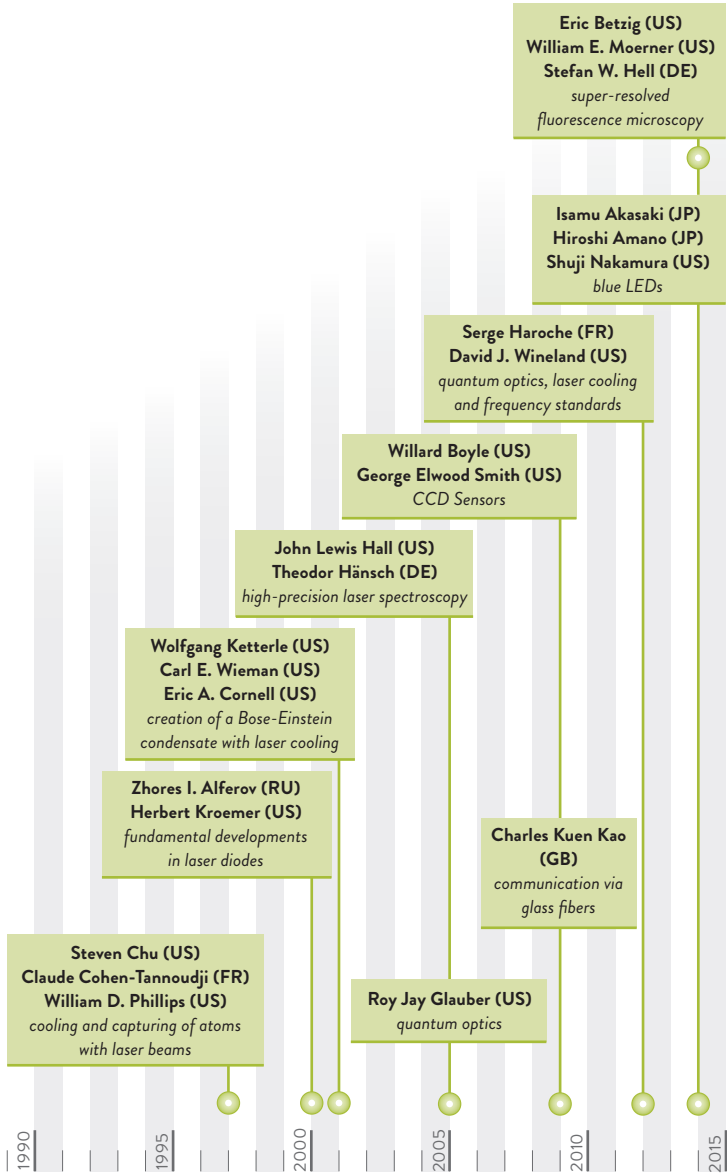 Eric Betzig (US)
William E. Moerner (US)
Stefan W. Hell (DE)
super-resolved
fluorescence microscopy
Isamu Akasaki (JP)
Hiroshi Amano (JP)
Shuji Nakamura (US)
blue LEDs
Serge Haroche (FR)
David J. Wineland (US)
quantum optics, laser cooling
and frequency standards
Willard Boyle (US)
George Elwood Smith (US)
CCD Sensors
John Lewis Hall (US)
Theodor Hänsch (DE)
high-precision laser spectroscopy
Wolfgang Ketterle (US)
Carl E. Wieman (US)
Eric A. Cornell (US)
creation of a Bose-Einstein
condensate with laser cooling
Zhores I. Alferov (RU)
Herbert Kroemer (US)
fundamental developments
in laser diodes
Charles Kuen Kao
(GB)
communication via
glass fibers
Steven Chu (US)
Claude Cohen-Tannoudji (FR)
William D. Phillips (US)
cooling and capturing of atoms
with laser beams
Roy Jay Glauber (US)
quantum optics
1990
1995
2000
2005
2010
2015